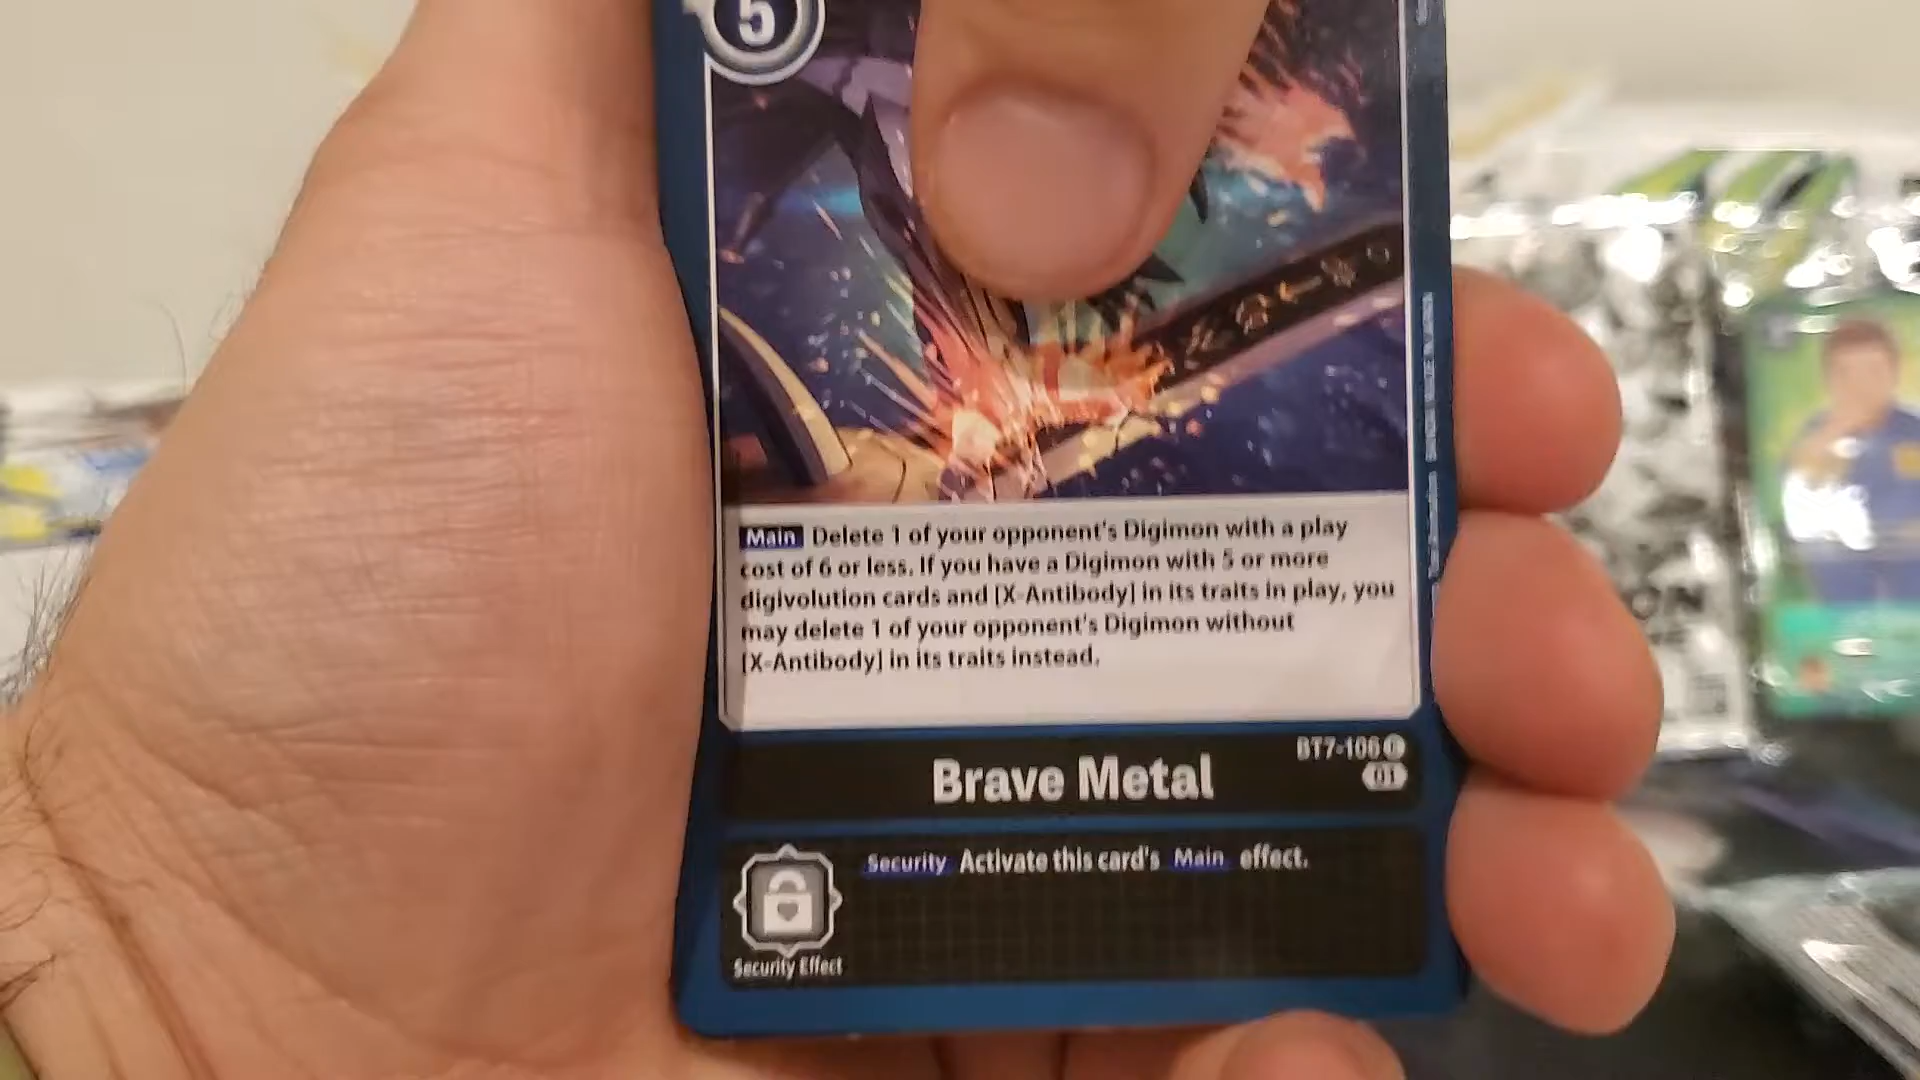 5
Main Delete 1 of your opponent's Digimon with a play
cost of 6 or less. If you have a Digimon with 5 or more
digivolution cards and [X-Antibody] in its traits in play, you
may delete 1 of your opponent's Digimon without
[X-Antibody] in its traits instead.
BT7-106
01
Brave Metal
Security Activate this card's Main effect.
Security Effect